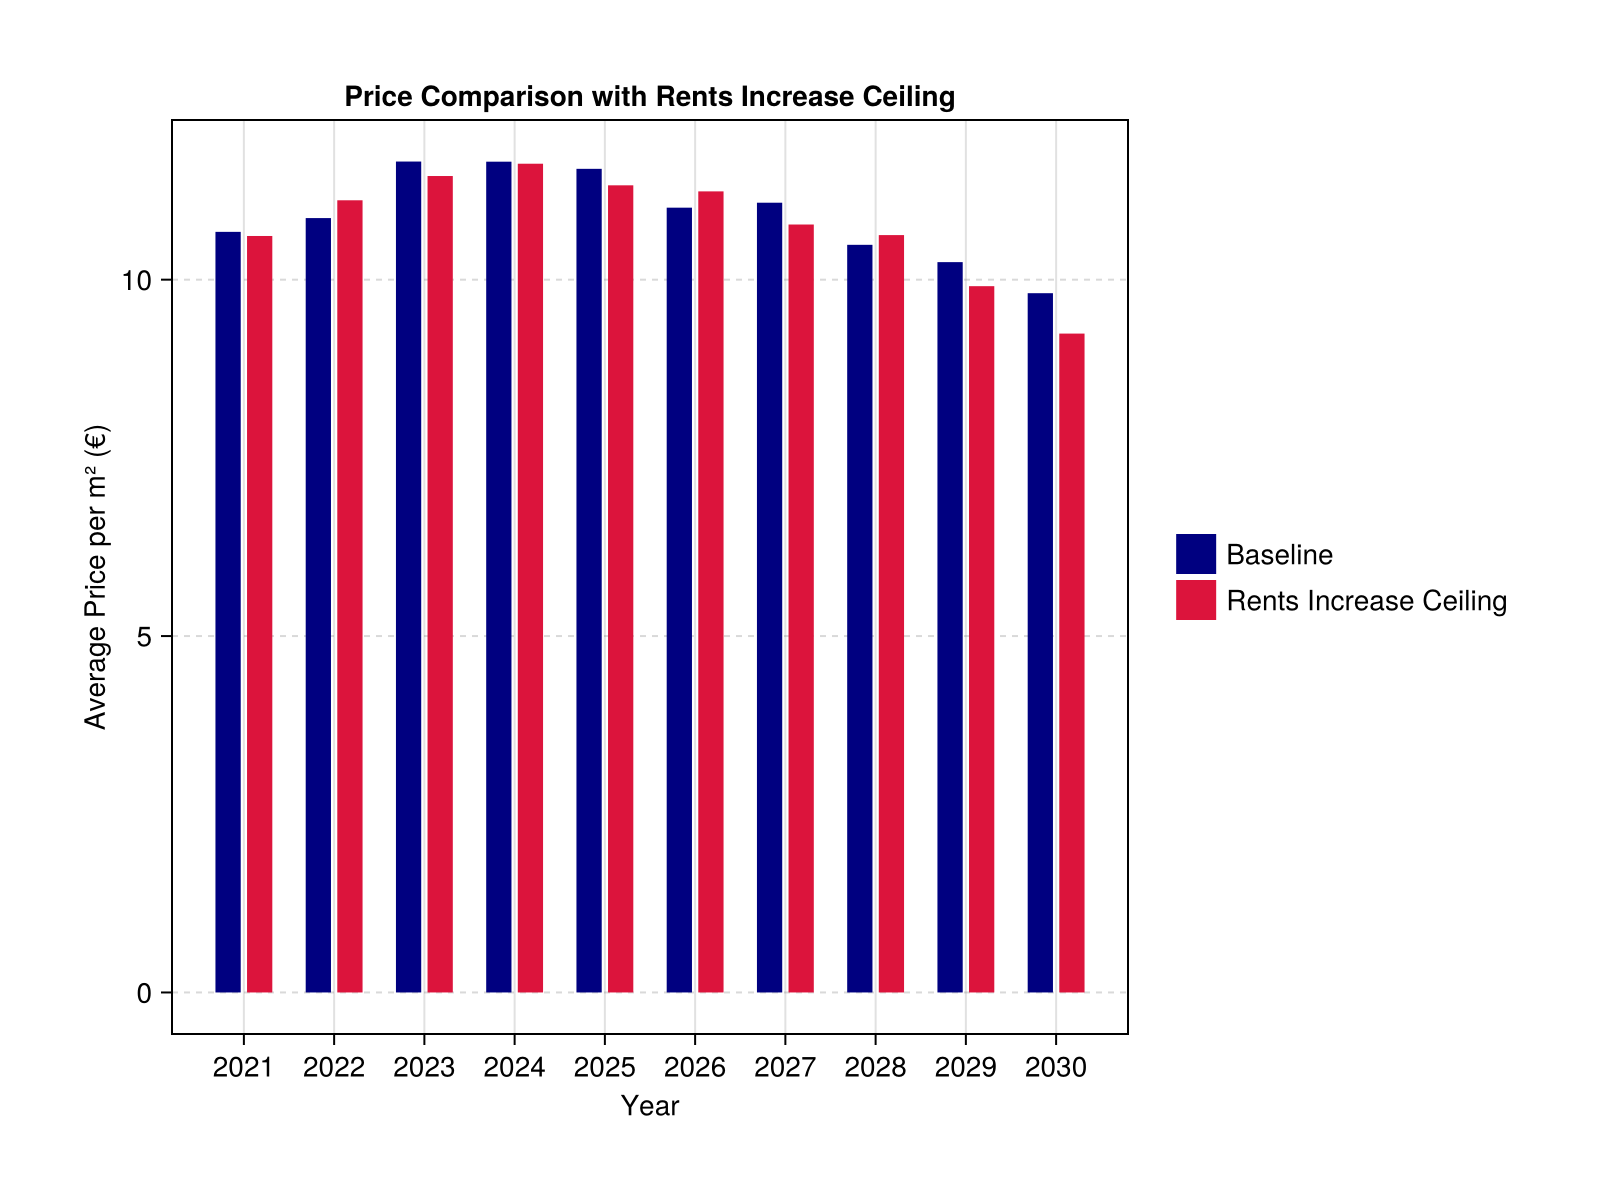 Price Comparison with Rents Increase Ceiling
Average Price per m² (€)
10
5
0
2021 2022 2023 2024 2025 2026 2027 2028 2029 2030
Year
Baseline
Rents Increase Ceiling